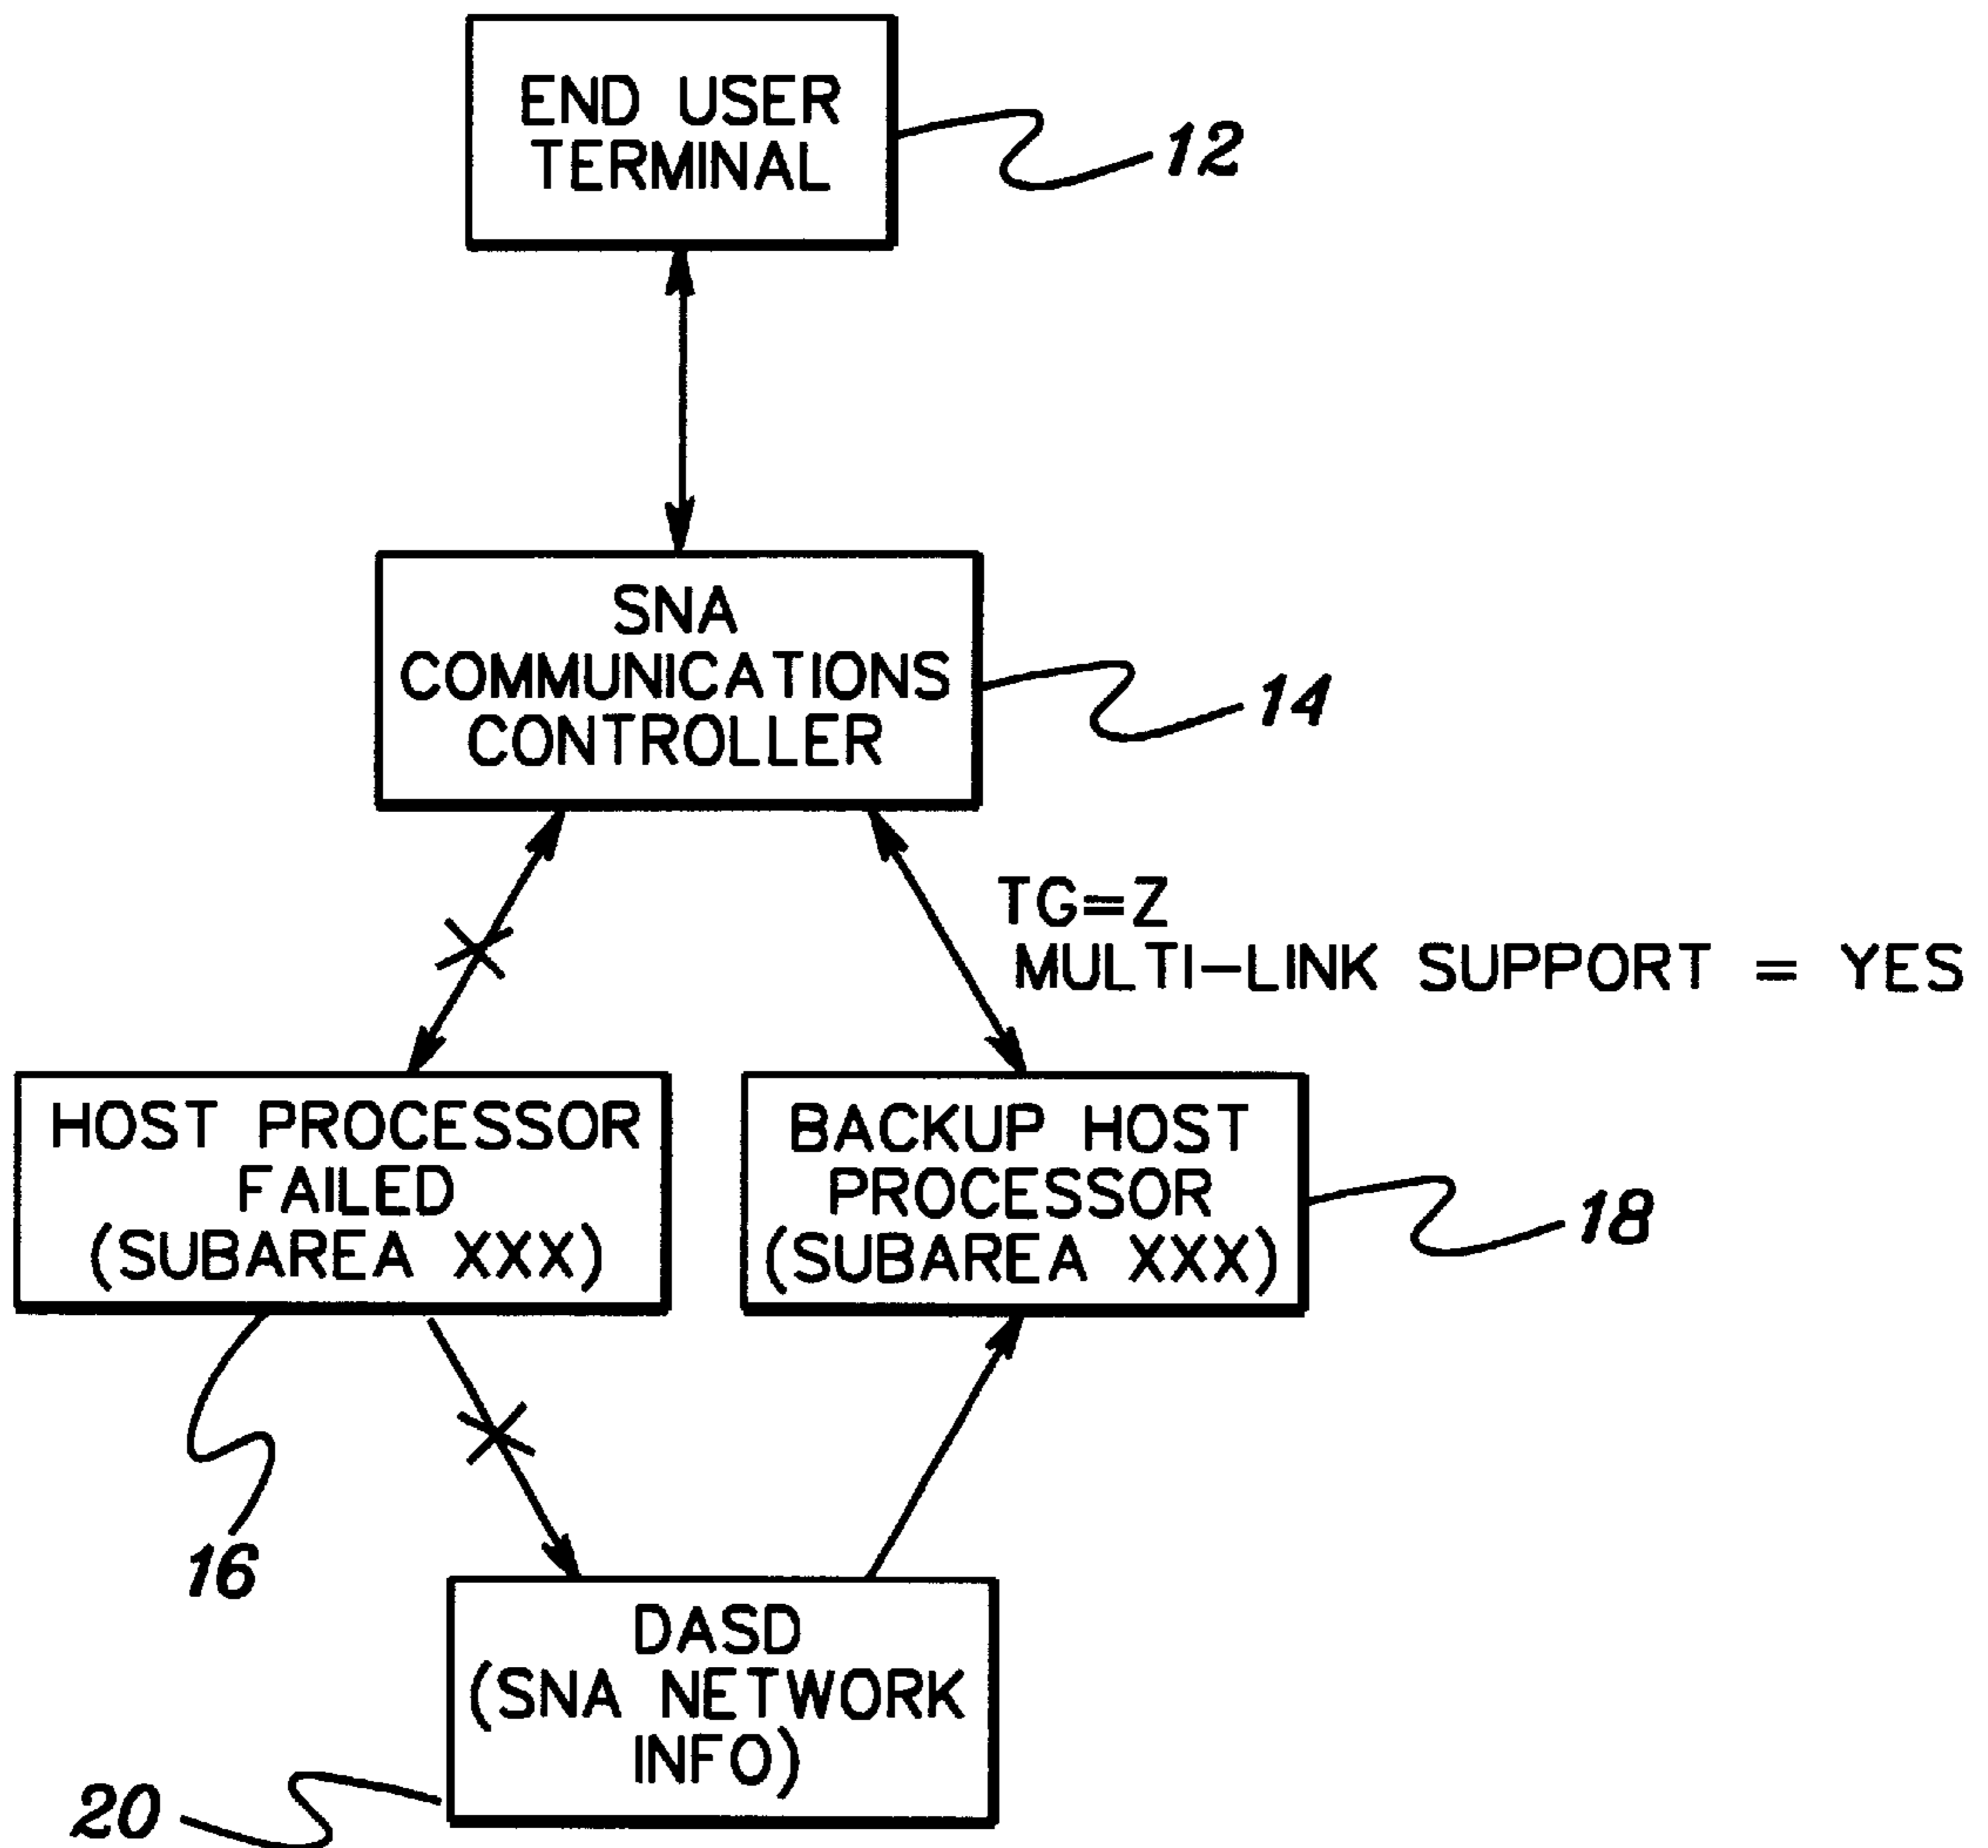 END USER
TERMINAL
12
SNA
COMMUNICATIONS
CONTROLLER
14
TG=Z
MULTI-LINK SUPPORT = YES
HOST PROCESSOR
FAILED
(SUBAREA XXX)
16
BACKUP HOST
PROCESSOR
(SUBAREA XXX)
18
DASD
(SNA NETWORK
INFO)
20